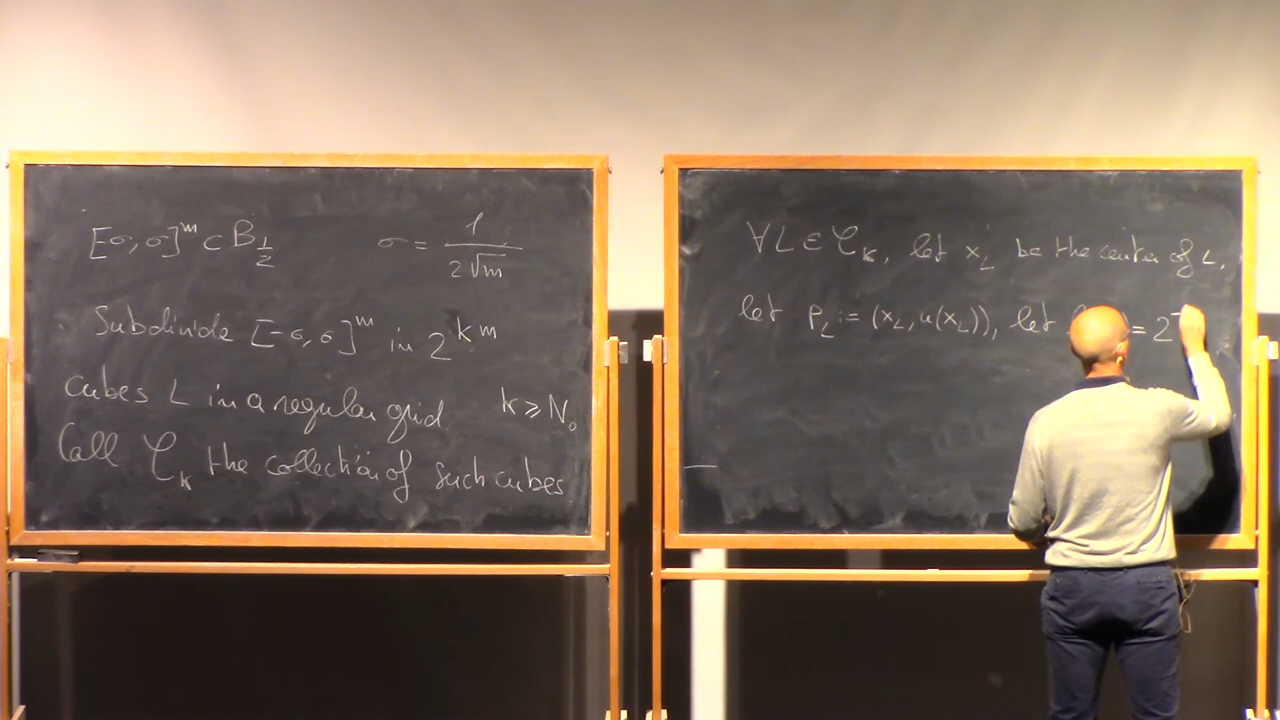 [σ, σ]^m ⊂ B_{1/2} σ = 1/(2√m)
Subdivide [-σ, σ]^m in 2^{km}
cubes L in a regular grid k ≥ N_0
Call 𝒞_k the collection of such cubes
∀ L ∈ 𝒞_k, let x_L be the center of L,
let p_L := (x_L, u(x_L)), let = 2^-